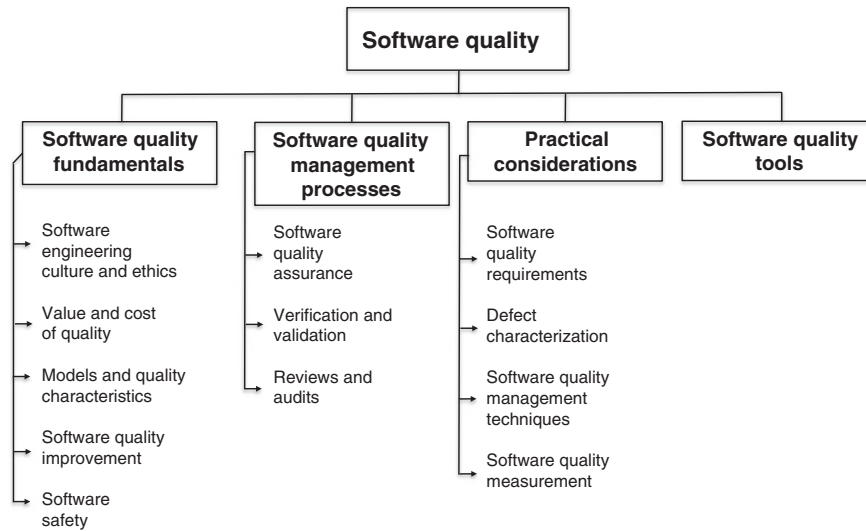 Software quality
Software quality
fundamentals
Software
engineering
culture and ethics
Value and cost
of quality
Models and quality
characteristics
Software quality
improvement
Software
safety
Software quality
management
processes
Software
quality
assurance
Verification and
validation
Reviews and
audits
Practical
considerations
Software
quality
requirements
Defect
characterization
Software quality
management
techniques
Software quality
measurement
Software quality
tools